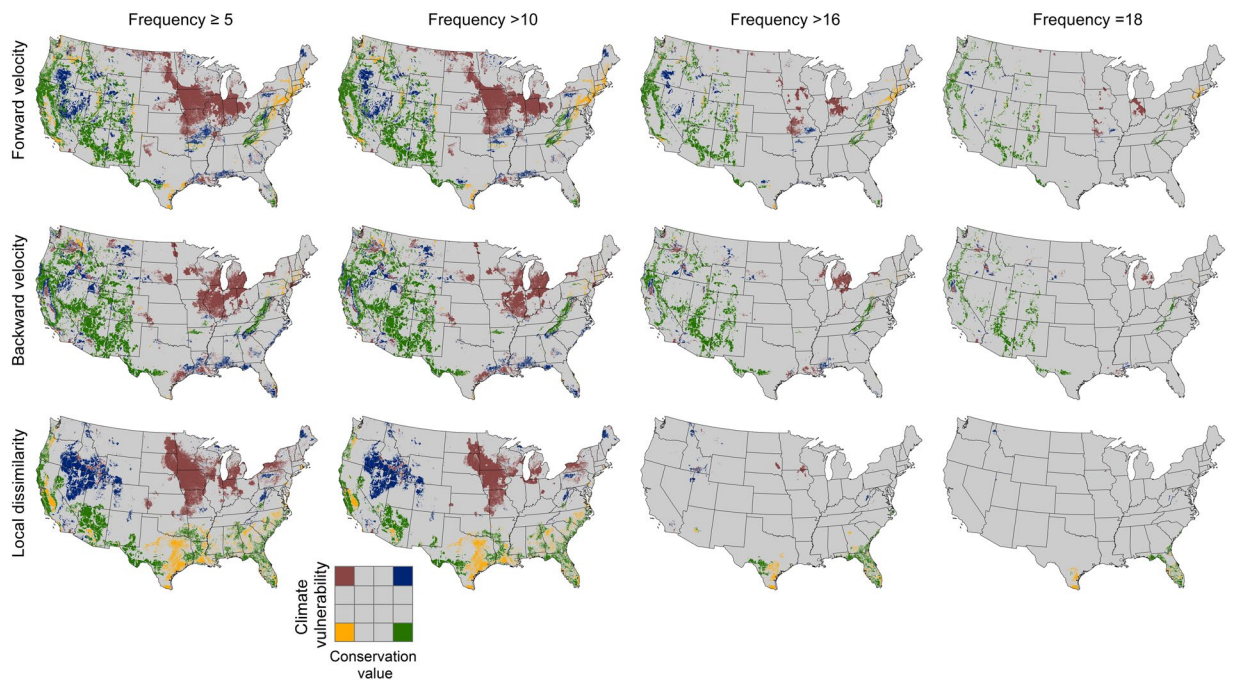 Frequency ≥ 5
Frequency >10
Frequency >16
Frequency =18
Forward velocity
Backward velocity
Local dissimilarity
Climate
vulnerability
Conservation
value